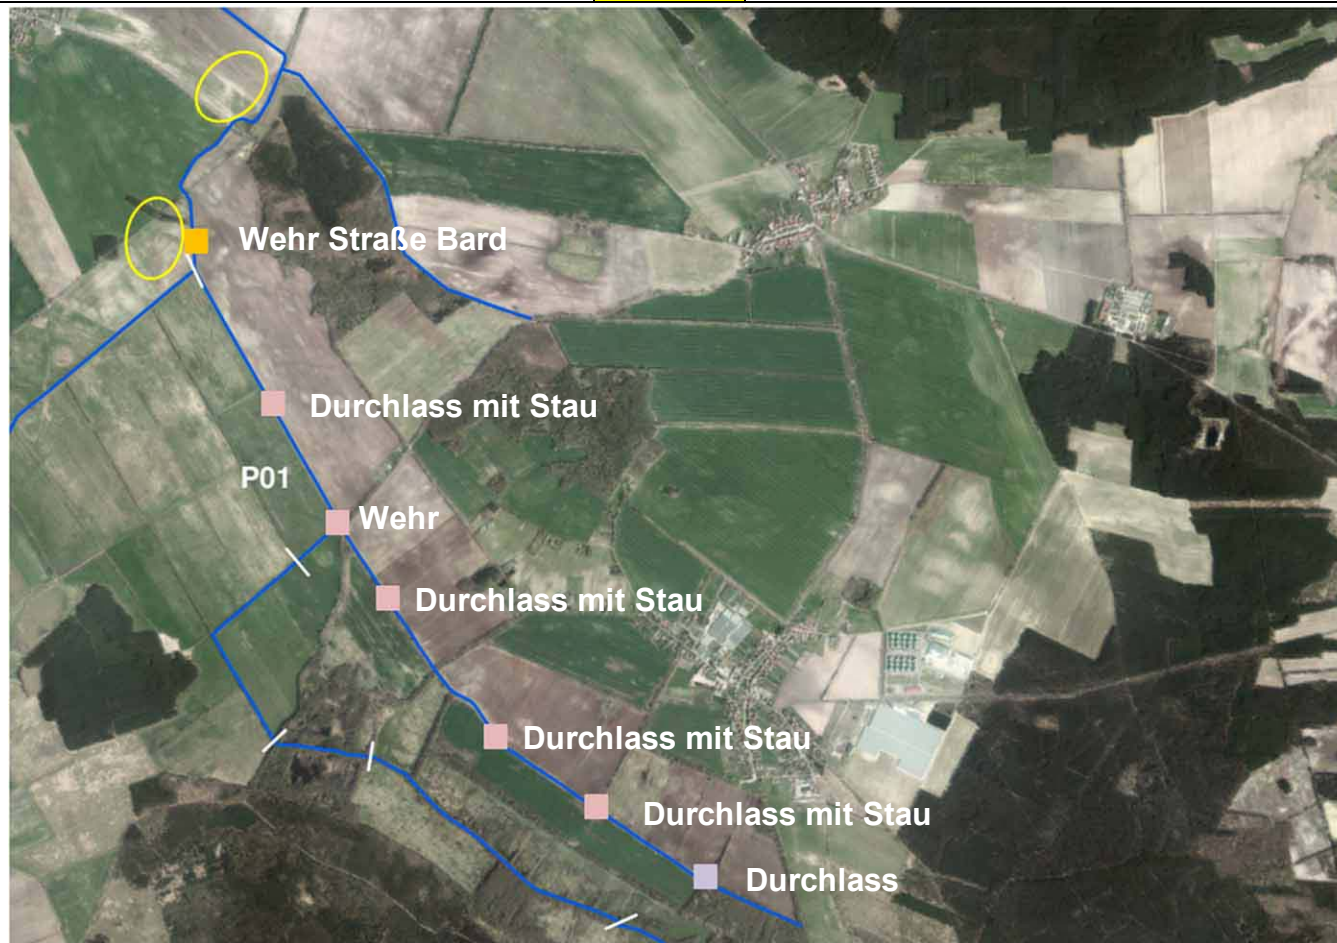 Wehr Straße Bard
Durchlass mit Stau
P01
Wehr
Durchlass mit Stau
Durchlass mit Stau
Durchlass mit Stau
Durchlass